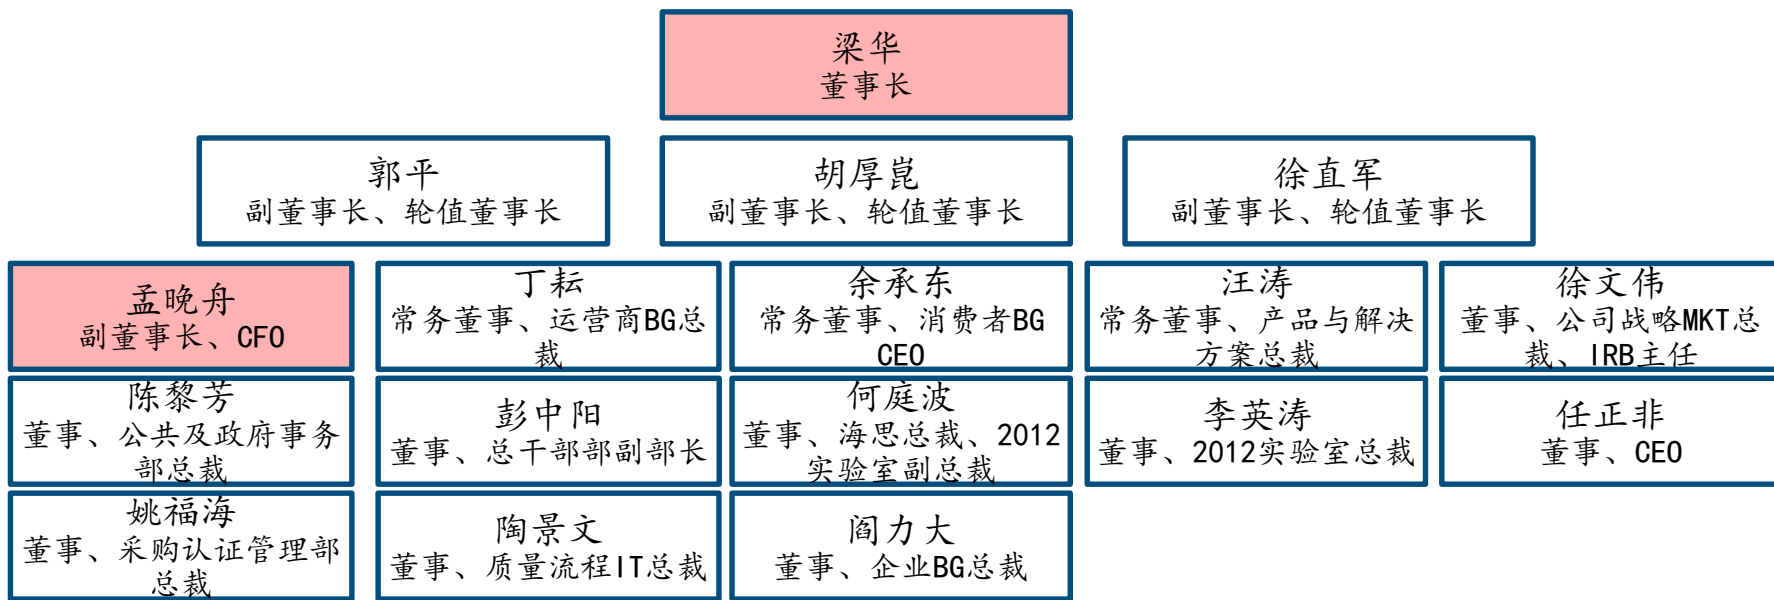 梁华
董事长
郭平
副董事长、轮值董事长
胡厚崑
副董事长、轮值董事长
徐直军
副董事长、轮值董事长
孟晚舟
副董事长、CFO
丁耘
常务董事、运营商BG总
裁
余承东
常务董事、消费者BG
CEO
汪涛
常务董事、产品与解决
方案总裁
徐文伟
董事、公司战略MKT总
裁、IRB主任
陈黎芳
董事、公共及政府事务
部总裁
彭中阳
董事、总干部部副部长
何庭波
董事、海思总裁、2012
实验室副总裁
李英涛
董事、2012实验室总裁
任正非
董事、CEO
姚福海
董事、采购认证管理部
总裁
陶景文
董事、质量流程IT总裁
阎力大
董事、企业BG总裁